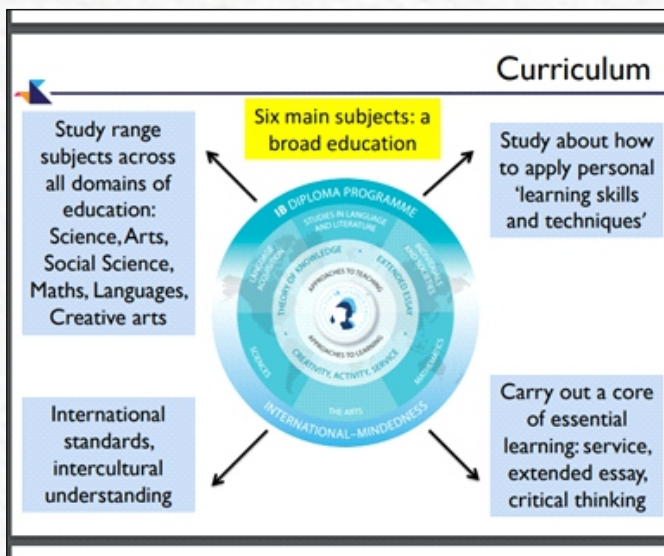 Curriculum
Six main subjects: a
broad education
Study range
subjects across
all domains of
education:
Science, Arts,
Social Science,
Maths, Languages,
Creative arts
Study about how
to apply personal
'learning skills
and techniques'
IB DIPLOMA PROGRAMME
STUDIES IN LANGUAGE
AND LITERATURE
LANGUAGE
ACQUISITION
INDIVIDUALS
AND SOCIETIES
THEORY OF KNOWLEDGE
EXTENDED ESSAY
APPROACHES TO TEACHING
APPROACHES TO LEARNING
CREATIVITY, ACTIVITY, SERVICE
SCIENCES
MATHEMATICS
THE ARTS
INTERNATIONAL-MINDEDNESS
International
standards,
intercultural
understanding
Carry out a core
of essential
learning: service,
extended essay,
critical thinking